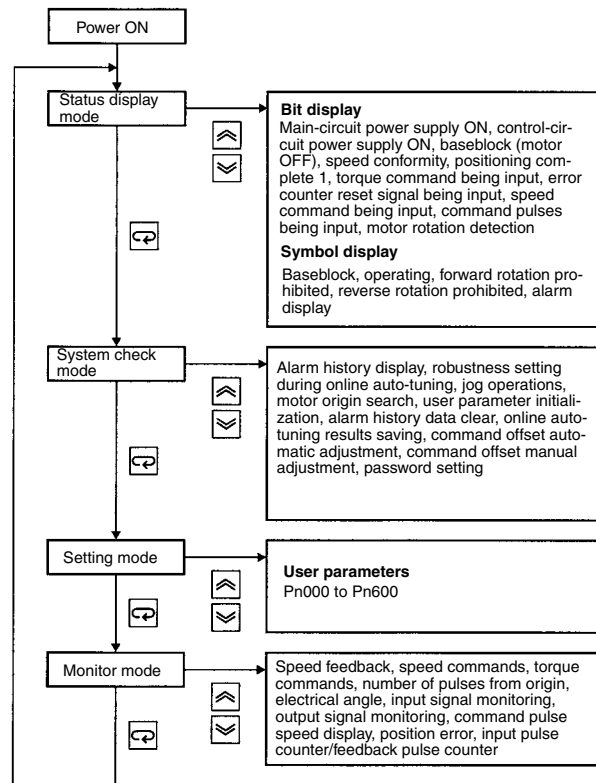 Power ON
Status display
mode
Bit display
Main-circuit power supply ON, control-cir-
cuit power supply ON, baseblock (motor
OFF), speed conformity, positioning com-
plete 1, torque command being input, error
counter reset signal being input, speed
command being input, command pulses
being input, motor rotation detection
Symbol display
Baseblock, operating, forward rotation pro-
hibited, reverse rotation prohibited, alarm
display
System check
mode
Alarm history display, robustness setting
during online auto-tuning, jog operations,
motor origin search, user parameter initial-
ization, alarm history data clear, online auto-
tuning results saving, command offset auto-
matic adjustment, command offset manual
adjustment, password setting
Setting mode
User parameters
Pn000 to Pn600
Monitor mode
Speed feedback, speed commands, torque
commands, number of pulses from origin,
electrical angle, input signal monitoring,
output signal monitoring, command pulse
speed display, position error, input pulse
counter/feedback pulse counter